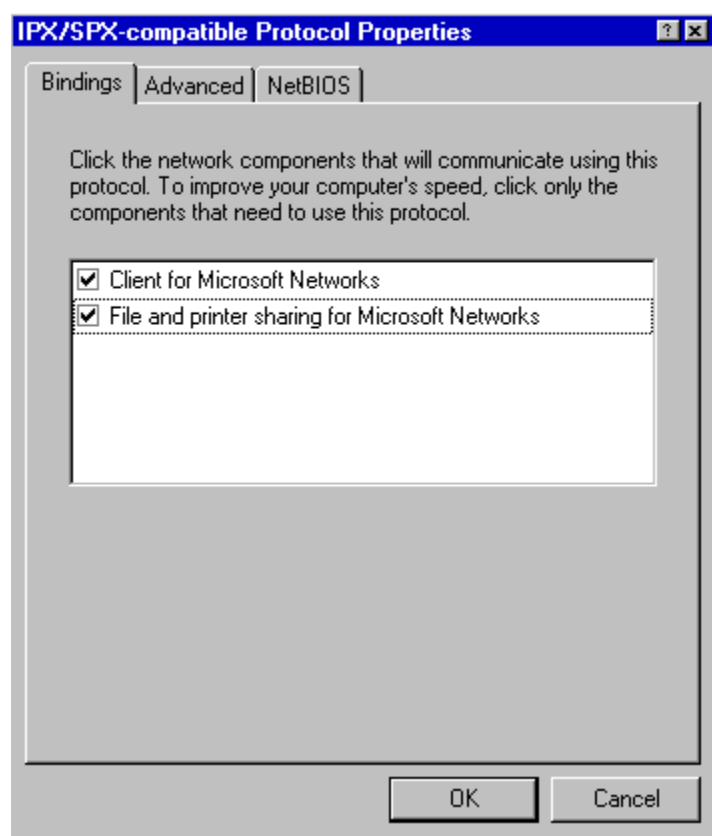 IPX/SPX-compatible Protocol Properties
Bindings Advanced NetBIOS
Click the network components that will communicate using this
protocol. To improve your computer's speed, click only the
components that need to use this protocol.
Client for Microsoft Networks
File and printer sharing for Microsoft Networks
OK Cancel